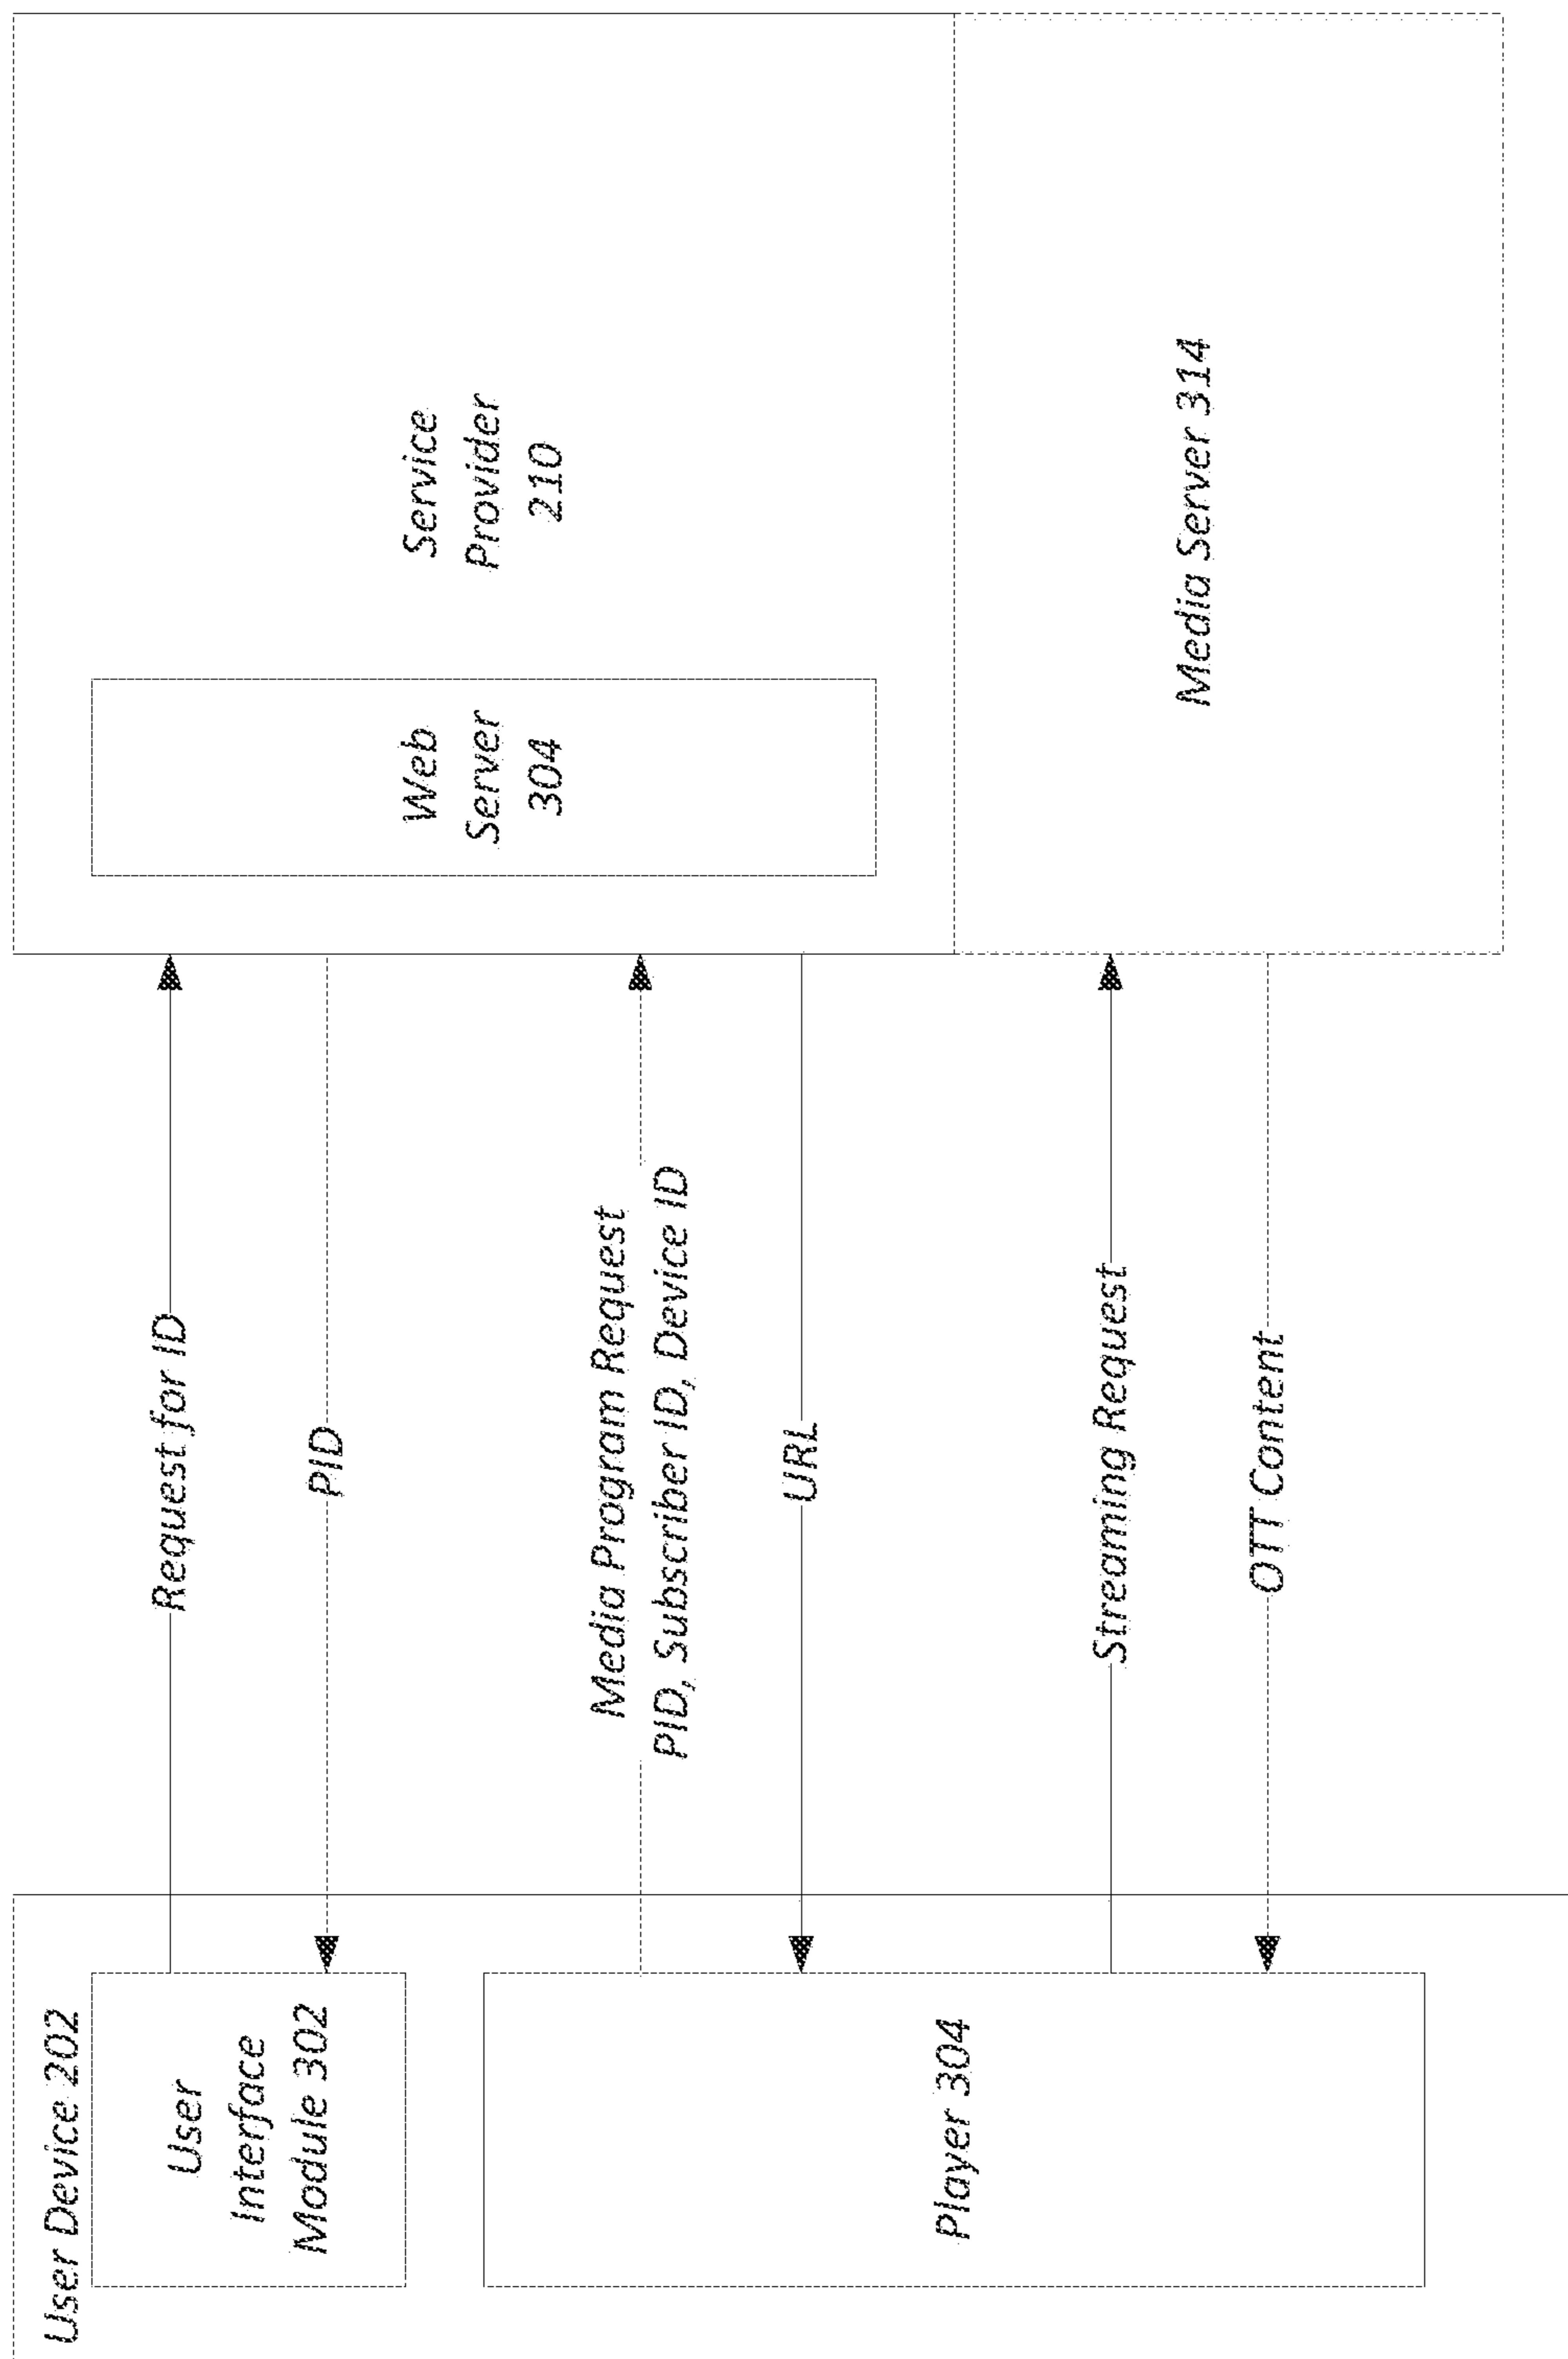 User Device 202
User
Interface
Module 302
Player 304
Request for ID
PID
Media Program Request
PID, Subscriber ID, Device ID
URL
Streaming Request
OTT Content
Web
Server
304
Service
Provider
210
Media Server 314